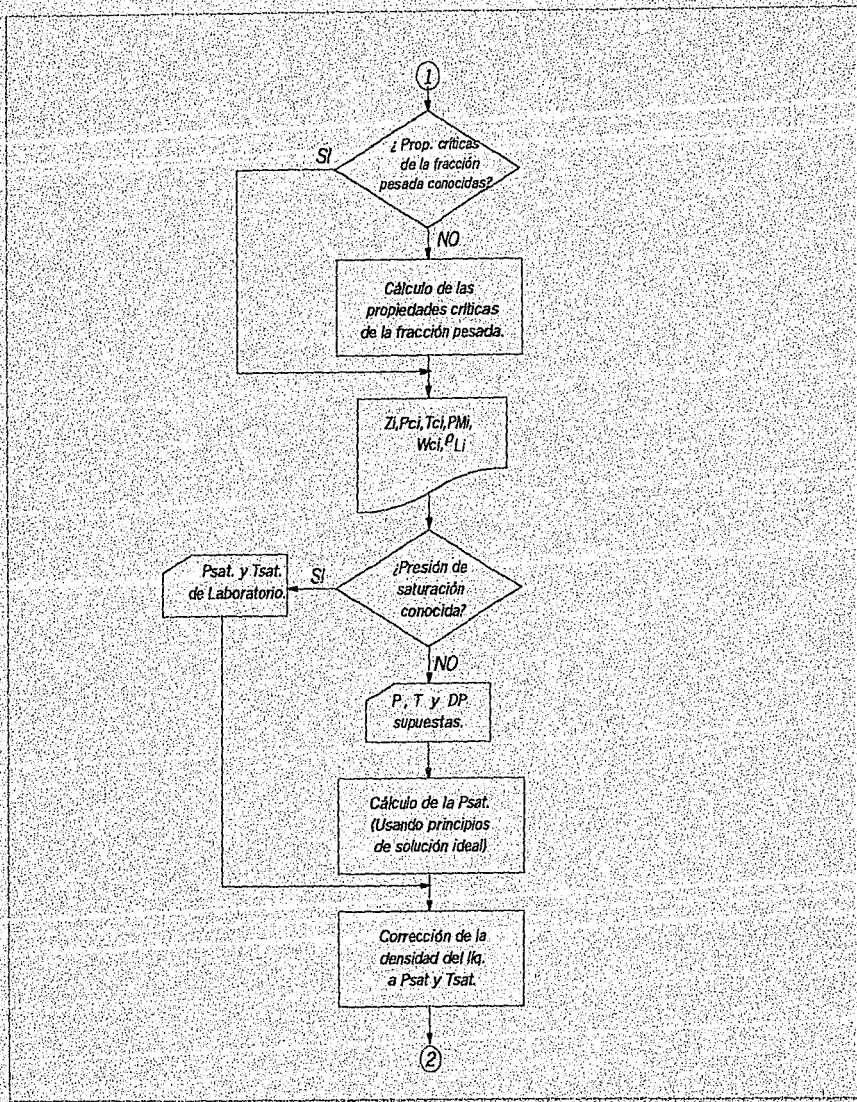 1
¿Prop. críticas
de la fracción
pesada conocidas?
SI
NO
Cálculo de las
propiedades críticas
de la fracción pesada.
Zi,Pci,Tci,PMi,
Wci,ρLi
¿Presión de
saturación
conocida?
SI
Psat. y Tsat.
de Laboratorio.
NO
P, T y DP
supuestas.
Cálculo de la Psat.
(Usando principios
de solución ideal)
Corrección de la
densidad del líq.
a Psat y Tsat.
2